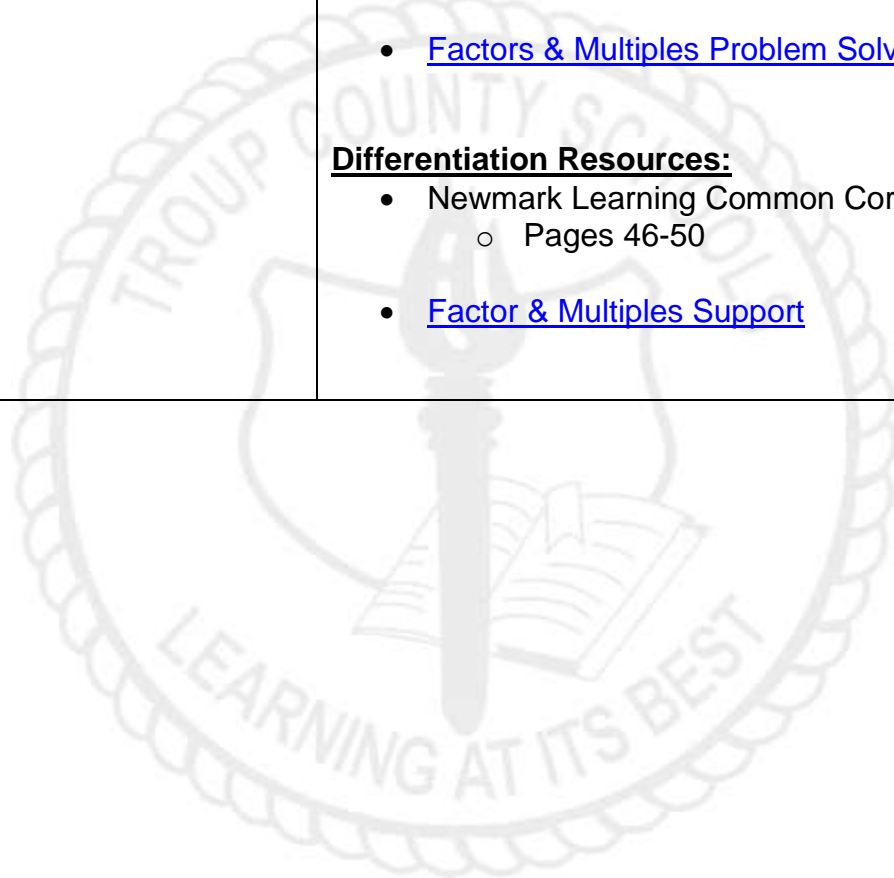 • Factors & Multiples Problem Solv
Differentiation Resources:
• Newmark Learning Common Cor
○ Pages 46-50
• Factor & Multiples Support
TROUP COUNTY SCHOOLS
LEARNING AT ITS BEST